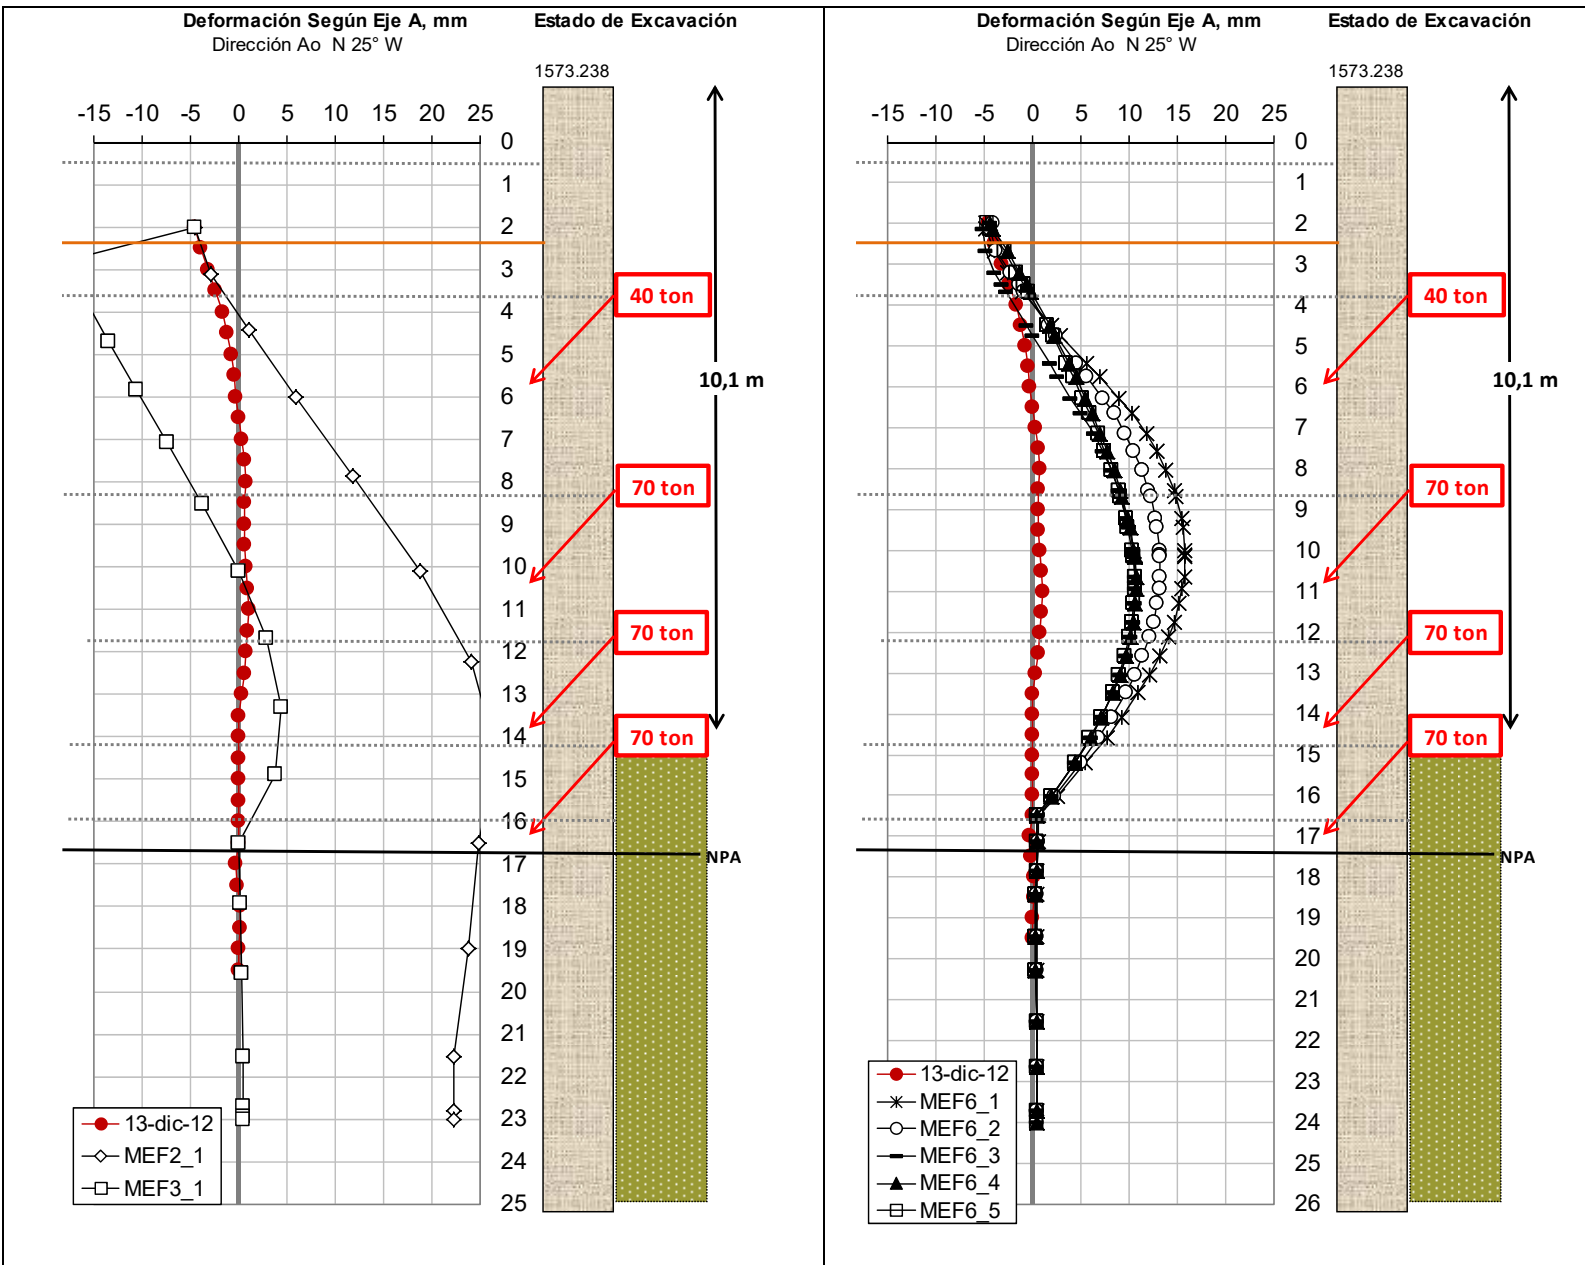 Deformación Según Eje A, mm
Dirección Ao N 25° W
Estado de Excavación
1573.238
-15 -10 -5 0 5 10 15 20 25
0
1
2
3
4
5
6
7
8
9
10
11
12
13
14
15
16
17
18
19
20
21
22
23
24
25
40 ton
70 ton
70 ton
70 ton
10,1 m
NPA
13-dic-12
MEF2_1
MEF3_1
Deformación Según Eje A, mm
Dirección Ao N 25° W
Estado de Excavación
1573.238
-15 -10 -5 0 5 10 15 20 25
0
1
2
3
4
5
6
7
8
9
10
11
12
13
14
15
16
17
18
19
20
21
22
23
24
25
26
40 ton
70 ton
70 ton
70 ton
10,1 m
NPA
13-dic-12
MEF6_1
MEF6_2
MEF6_3
MEF6_4
MEF6_5